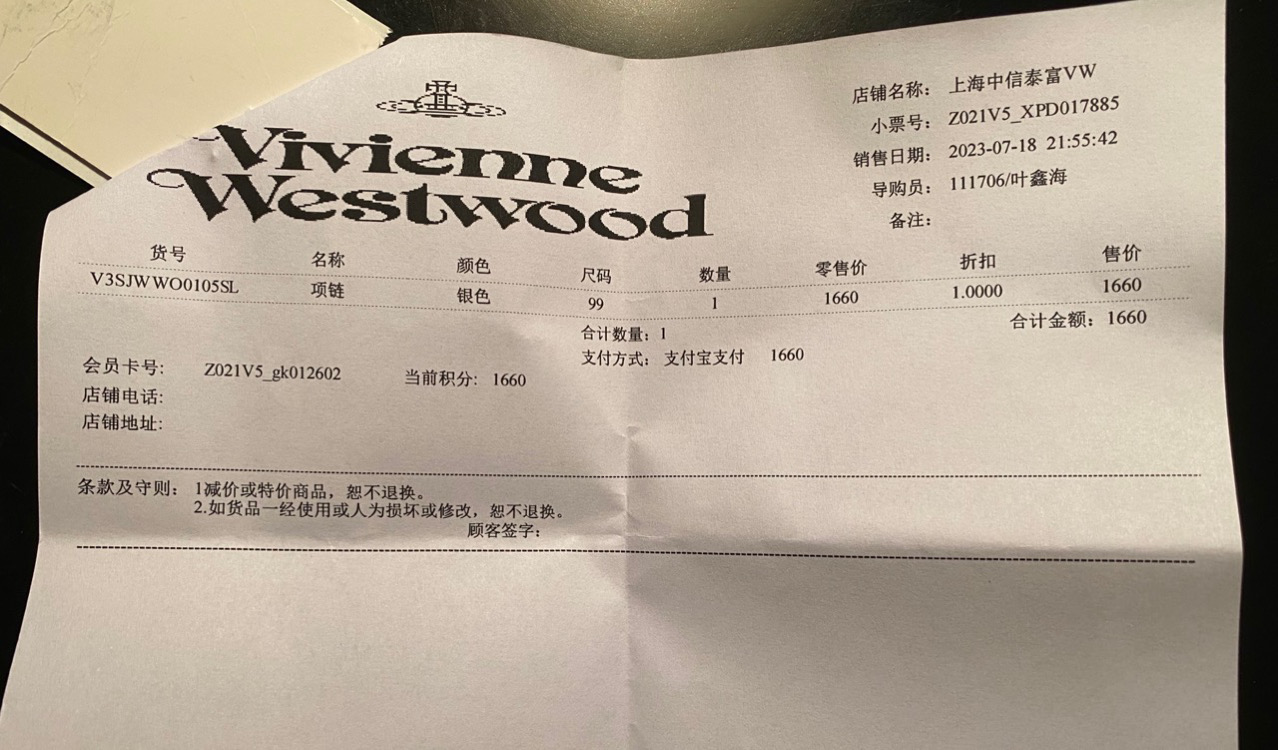 Vivienne
Westwood
店铺名称： 上海中信泰富VW
小票号： Z021V5_XPD017885
销售日期： 2023-07-18 21:55:42
导购员： 111706/叶鑫海
备注：
货号 名称 颜色 尺码 数量 零售价 折扣 售价
V3SJWWO0105SL 项链 银色 99 1 1660 1.0000 1660
合计数量：1 合计金额：1660
支付方式： 支付宝支付 1660
会员卡号： Z021V5_gk012602 当前积分： 1660
店铺电话：
店铺地址：
条款及守则： 1减价或特价商品，恕不退换。
2.如货品一经使用或人为损坏或修改，恕不退换。
顾客签字：